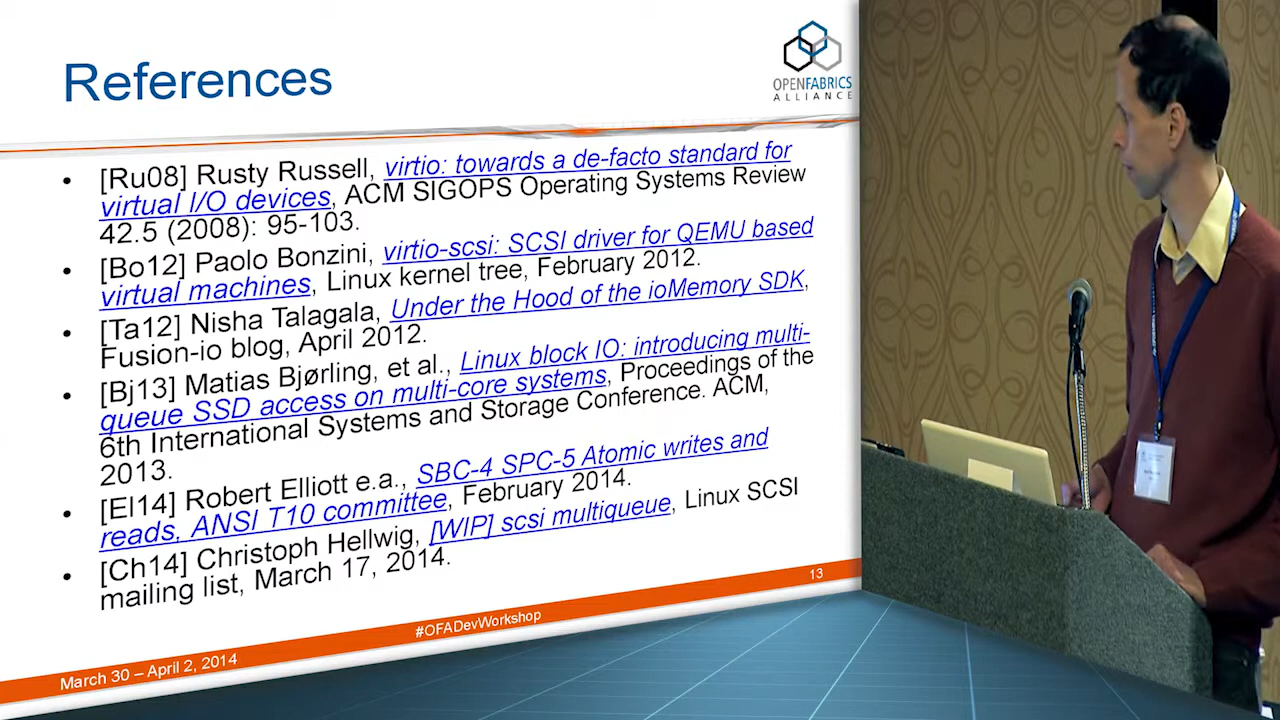 References
OPENFABRICS
ALLIANCE
• [Ru08] Rusty Russell, virtio: towards a de-facto standard for
virtual I/O devices, ACM SIGOPS Operating Systems Review
42.5 (2008): 95-103.
• [Bo12] Paolo Bonzini, virtio-scsi: SCSI driver for QEMU based
virtual machines, Linux kernel tree, February 2012.
• [Ta12] Nisha Talagala, Under the Hood of the ioMemory SDK,
Fusion-io blog, April 2012.
• [Bj13] Matias Bjørling, et al., Linux block IO: introducing multi-
queue SSD access on multi-core systems, Proceedings of the
6th International Systems and Storage Conference. ACM,
2013.
• [El14] Robert Elliott e.a., SBC-4 SPC-5 Atomic writes and
reads, ANSI T10 committee, February 2014.
• [Ch14] Christoph Hellwig, [WIP] scsi multiqueue, Linux SCSI
mailing list, March 17, 2014.
March 30 – April 2, 2014
#OFADevWorkshop
13